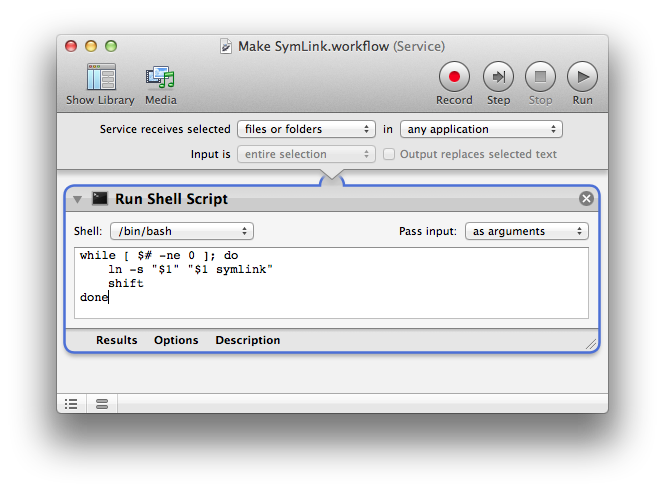 Make SymLink.workflow (Service)
Show Library Media Record Step Stop Run
Service receives selected files or folders in any application
Input is entire selection Output replaces selected text
Run Shell Script
Shell: /bin/bash Pass input: as arguments
while [ $# -ne 0 ]; do
    ln -s "$1" "$1 symlink"
    shift
done
Results Options Description